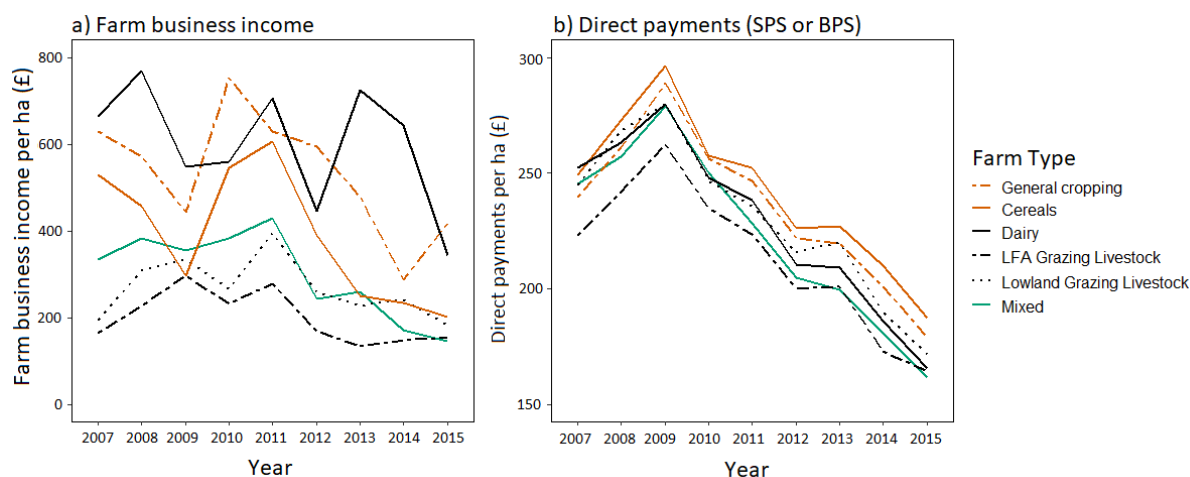 a) Farm business income
b) Direct payments (SPS or BPS)
Farm business income per ha (£)
800
600
400
200
0
2007 2008 2009 2010 2011 2012 2013 2014 2015
Year
Direct payments per ha (£)
300
250
200
150
2007 2008 2009 2010 2011 2012 2013 2014 2015
Year
Farm Type
General cropping
Cereals
Dairy
LFA Grazing Livestock
Lowland Grazing Livestock
Mixed